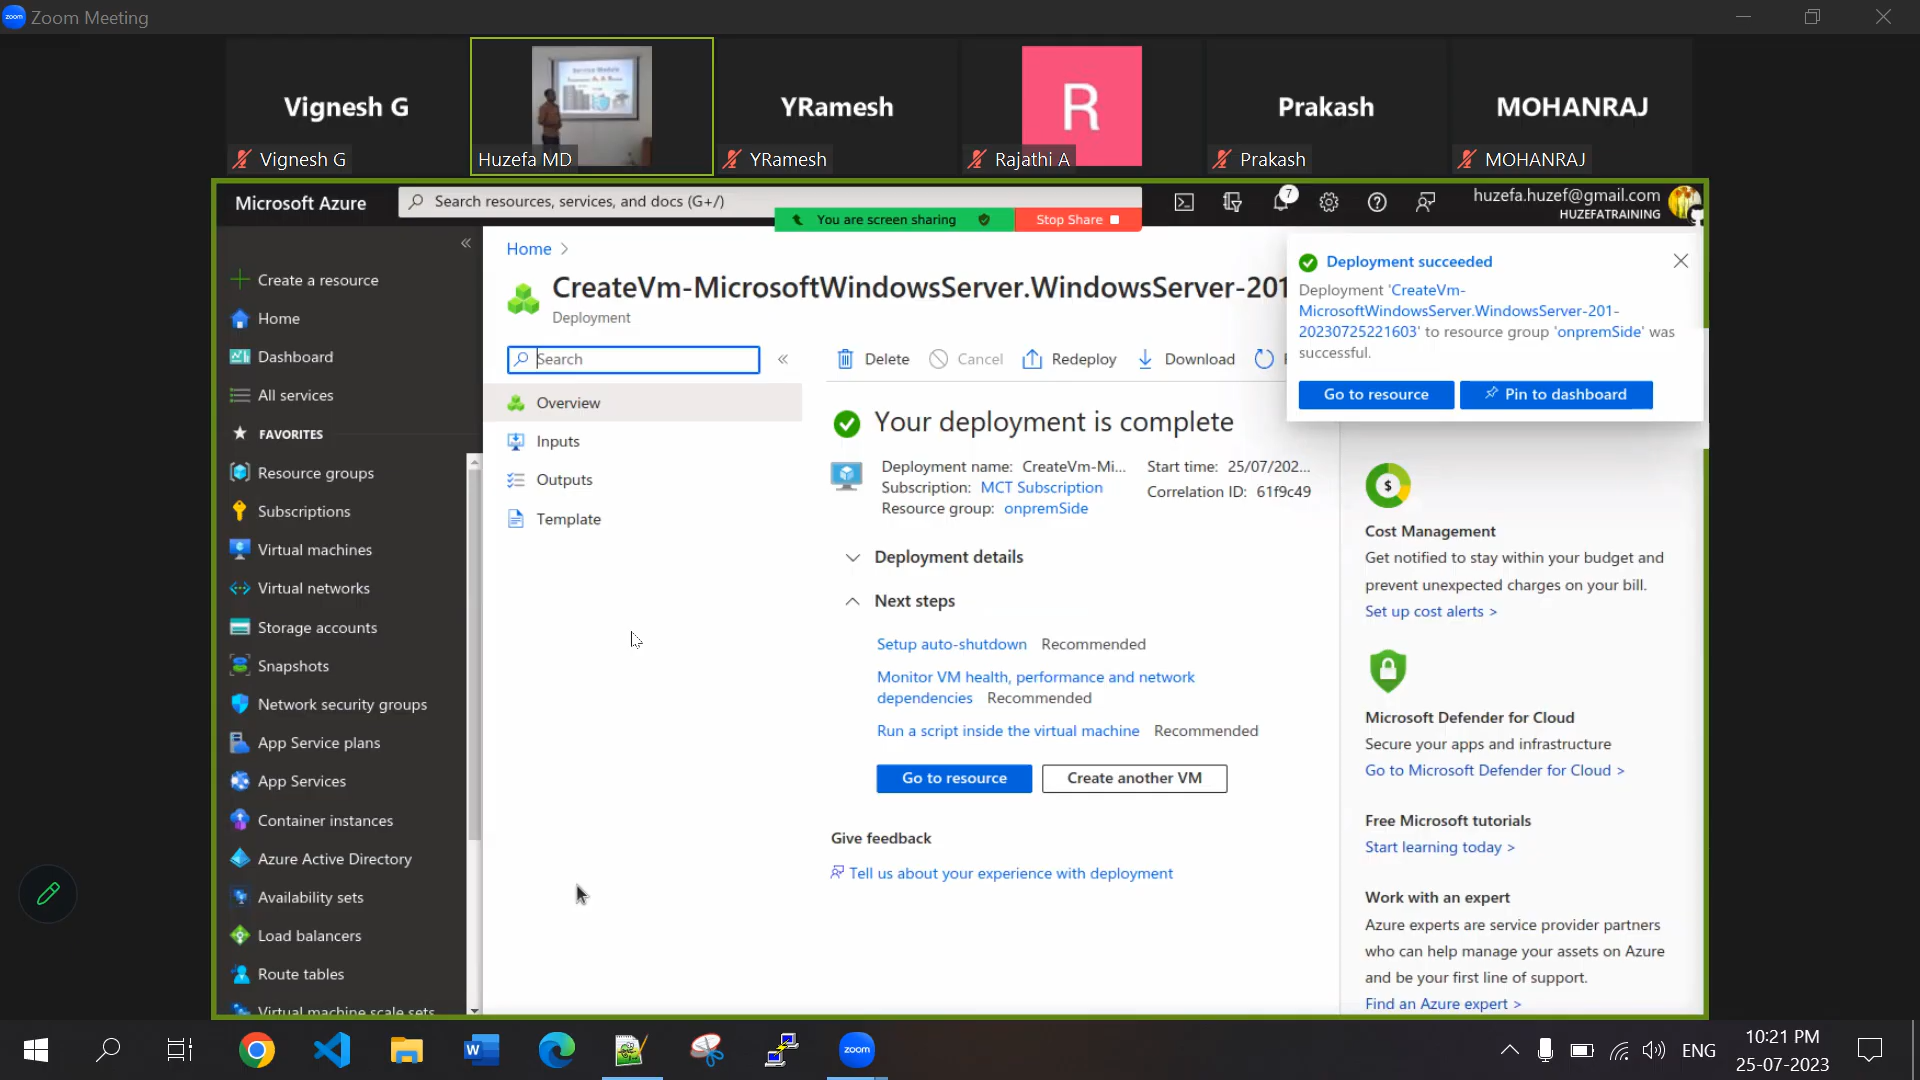 zoom Zoom Meeting
Vignesh G
Vignesh G
Service Models
Huzefa MD
YRamesh
YRamesh
R
Rajathi A
Prakash
Prakash
MOHANRAJ
MOHANRAJ
Microsoft Azure
Search resources, services, and docs (G+/)
You are screen sharing
Stop Share
7
huzefa.huzef@gmail.com
HUZEFATRAINING
«
Create a resource
Home
Dashboard
All services
FAVORITES
Resource groups
Subscriptions
Virtual machines
Virtual networks
Storage accounts
Snapshots
Network security groups
App Service plans
App Services
Container instances
Azure Active Directory
Availability sets
Load balancers
Route tables
Virtual machine scale sets
Home >
CreateVm-MicrosoftWindowsServer.WindowsServer-201
Deployment
Search
«
Overview
Inputs
Outputs
Template
Delete
Cancel
Redeploy
Download
Your deployment is complete
Deployment name: CreateVm-Mi...
Subscription: MCT Subscription
Resource group: onpremSide
Start time: 25/07/202...
Correlation ID: 61f9c49
Deployment details
Next steps
Setup auto-shutdown Recommended
Monitor VM health, performance and network
dependencies Recommended
Run a script inside the virtual machine Recommended
Go to resource
Create another VM
Give feedback
Tell us about your experience with deployment
Deployment succeeded
Deployment 'CreateVm-
MicrosoftWindowsServer.WindowsServer-201-
20230725221603' to resource group 'onpremSide' was
successful.
Go to resource
Pin to dashboard
$
Cost Management
Get notified to stay within your budget and
prevent unexpected charges on your bill.
Set up cost alerts >
Microsoft Defender for Cloud
Secure your apps and infrastructure
Go to Microsoft Defender for Cloud >
Free Microsoft tutorials
Start learning today >
Work with an expert
Azure experts are service provider partners
who can help manage your assets on Azure
and be your first line of support.
Find an Azure expert >
W
zoom
ENG
10:21 PM
25-07-2023